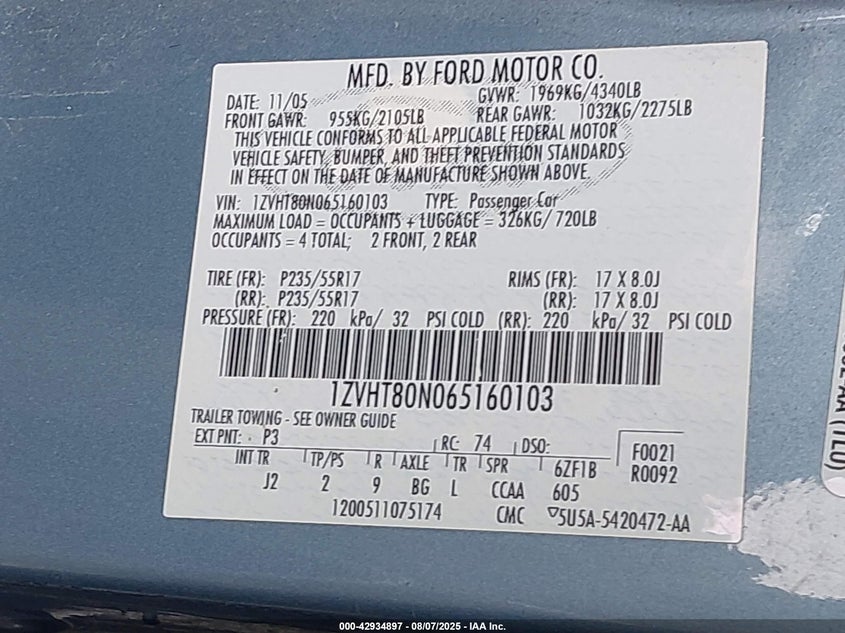 MFD. BY FORD MOTOR CO.
DATE: 11/05 GVWR: 1969KG/4340LB
FRONT GAWR: 955KG/2105LB REAR GAWR: 1032KG/2275LB
THIS VEHICLE CONFORMS TO ALL APPLICABLE FEDERAL MOTOR
VEHICLE SAFETY, BUMPER, AND THEFT PREVENTION STANDARDS
IN EFFECT ON THE DATE OF MANUFACTURE SHOWN ABOVE.
VIN: 1ZVHT80N065160103 TYPE: Passenger Car
MAXIMUM LOAD = OCCUPANTS + LUGGAGE = 326KG/ 720LB
OCCUPANTS = 4 TOTAL; 2 FRONT, 2 REAR
TIRE (FR): P235/55R17 RIMS (FR): 17 X 8.0J
(RR): P235/55R17 (RR): 17 X 8.0J
PRESSURE (FR): 220 kPa/ 32 PSI COLD (RR): 220 kPa/ 32 PSI COLD
1ZVHT80N065160103
TRAILER TOWING - SEE OWNER GUIDE
EXT PNT: P3 RC: 74 DSO: F0021
INT TR TP/PS R AXLE TR SPR 6ZF1B R0092
J2 2 9 BG L CCAA 605
1200511075174 CMC ▽5U5A-5420472-AA
000-42934897 - 08/07/2025 - IAA Inc.